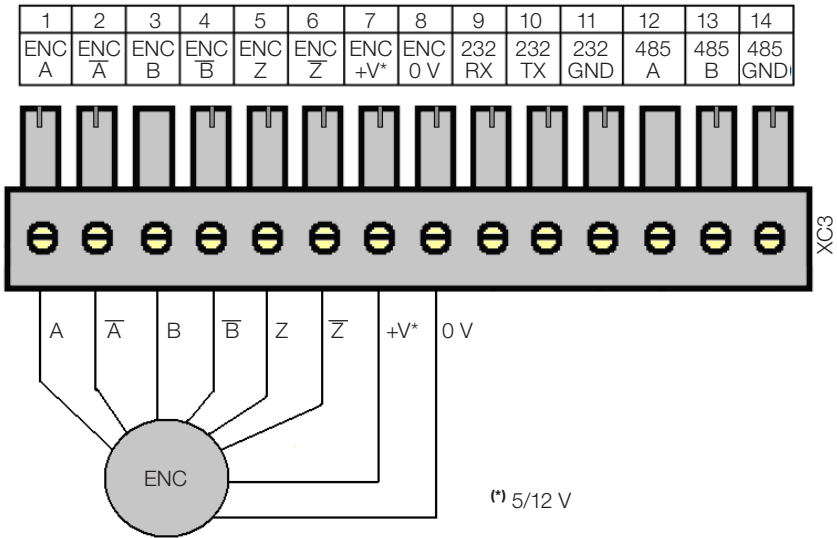 1 2 3 4 5 6 7 8 9 10 11 12 13 14
ENC ENC ENC ENC ENC ENC ENC ENC 232 232 232 485 485 485
A A̅ B B̅ Z Z̅ +V* 0 V RX TX GND A B GND
XC3
A A̅ B B̅ Z Z̅ +V* 0 V
ENC
(*) 5/12 V